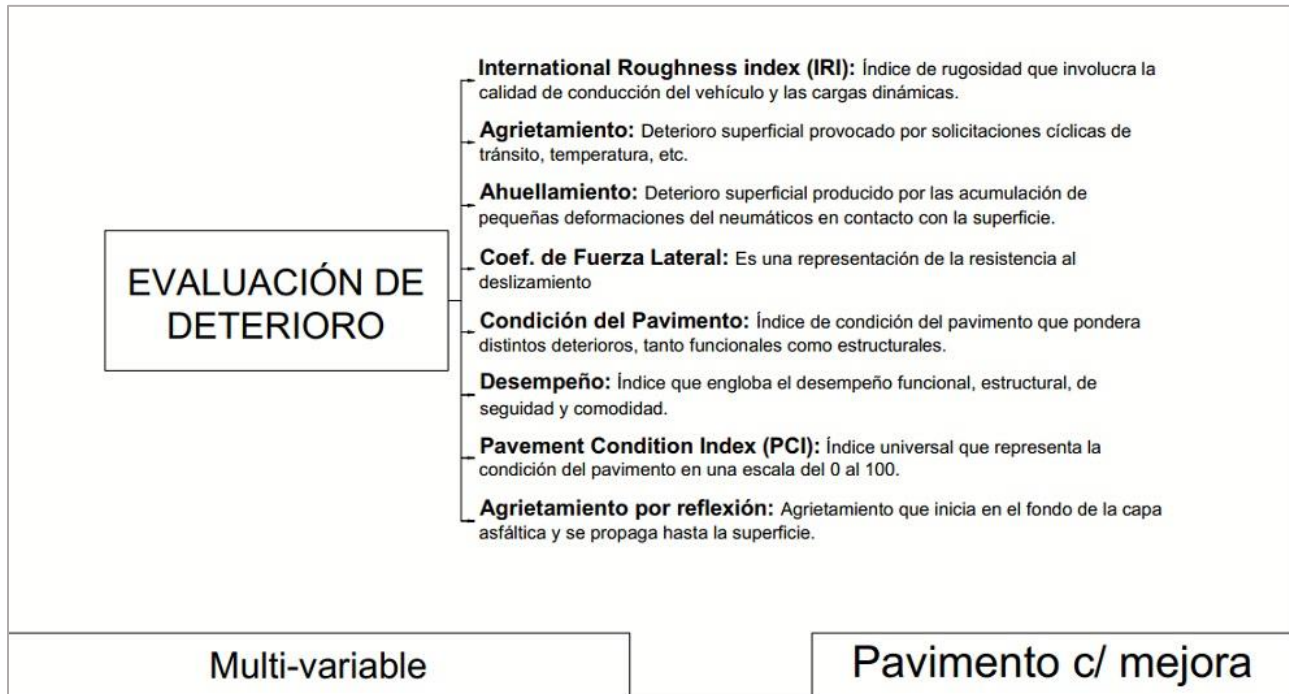 International Roughness index (IRI): Índice de rugosidad que involucra la
calidad de conducción del vehículo y las cargas dinámicas.
Agrietamiento: Deterioro superficial provocado por solicitaciones cíclicas de
tránsito, temperatura, etc.
Ahuellamiento: Deterioro superficial producido por las acumulación de
pequeñas deformaciones del neumáticos en contacto con la superficie.
EVALUACIÓN DE
DETERIORO
Coef. de Fuerza Lateral: Es una representación de la resistencia al
deslizamiento
Condición del Pavimento: Índice de condición del pavimento que pondera
distintos deterioros, tanto funcionales como estructurales.
Desempeño: Índice que engloba el desempeño funcional, estructural, de
seguidad y comodidad.
Pavement Condition Index (PCI): Índice universal que representa la
condición del pavimento en una escala del 0 al 100.
Agrietamiento por reflexión: Agrietamiento que inicia en el fondo de la capa
asfáltica y se propaga hasta la superficie.
Multi-variable
Pavimento c/ mejora